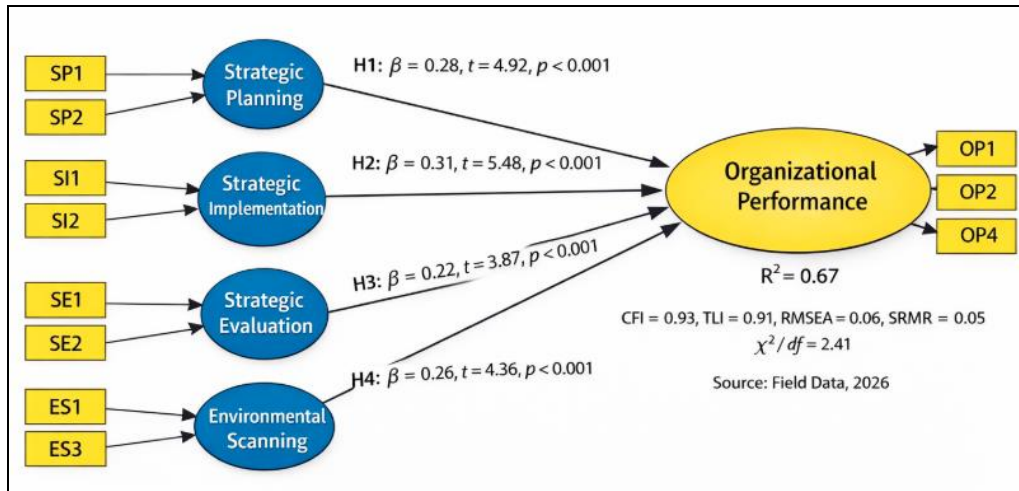 SP1
SP2
Strategic
Planning
H1: β = 0.28, t = 4.92, p < 0.001
SI1
SI2
Strategic
Implementation
H2: β = 0.31, t = 5.48, p < 0.001
SE1
SE2
Strategic
Evaluation
H3: β = 0.22, t = 3.87, p < 0.001
ES1
ES3
Environmental
Scanning
H4: β = 0.26, t = 4.36, p < 0.001
Organizational
Performance
OP1
OP2
OP4
R² = 0.67
CFI = 0.93, TLI = 0.91, RMSEA = 0.06, SRMR = 0.05
χ²/df = 2.41
Source: Field Data, 2026